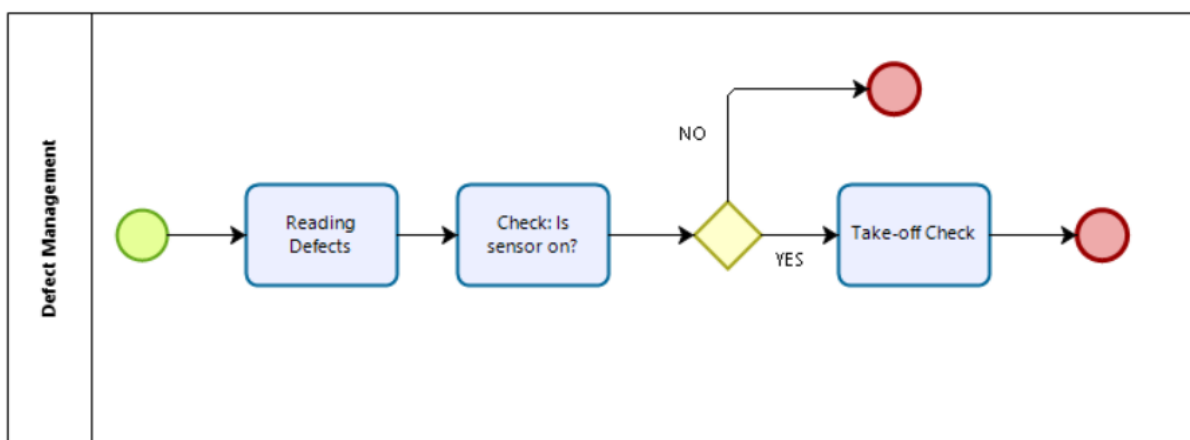 Defect Management
Reading
Defects
Check: Is
sensor on?
NO
YES
Take-off Check